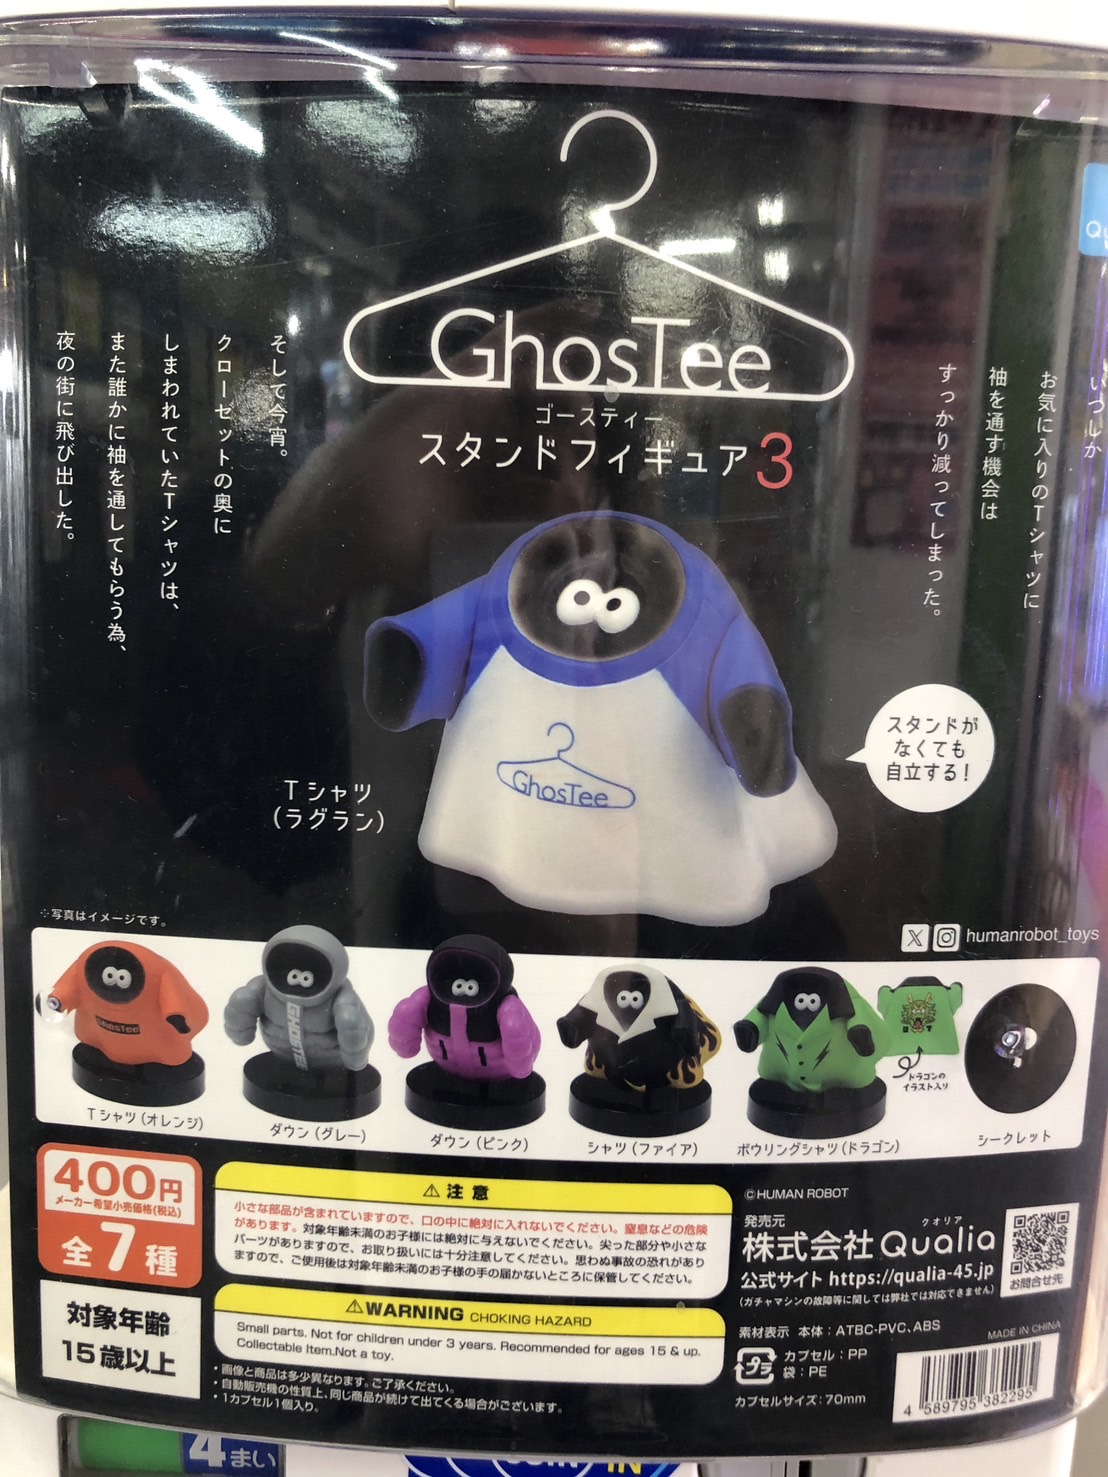 GhosTee
ゴースティー
スタンドフィギュア3
いつしか
お気に入りのTシャツに
袖を通す機会は
すっかり減ってしまった。
そして今宵。
クローゼットの奥に
しまわれていたTシャツは、
また誰かに袖を通してもらう為、
夜の街に飛び出した。
GhosTee
スタンドが
なくても
自立する!
Tシャツ
(ラグラン)
※写真はイメージです。
humanrobot_toys
GhosTee
GHOSTEE
ドラゴンの
イラスト入り
Tシャツ(オレンジ)
ダウン(グレー)
ダウン(ピンク)
シャツ(ファイア)
ボウリングシャツ(ドラゴン)
シークレット
400円
メーカー希望小売価格(税込)
全7種
対象年齢
15歳以上
⚠注意
小さな部品が含まれていますので、口の中に絶対に入れないでください。窒息などの危険
があります。対象年齢未満のお子様には絶対に与えないでください。尖った部分や小さな
パーツがありますので、お取り扱いには十分注意してください。思わぬ事故の恐れがあり
ますので、ご使用後は対象年齢未満のお子様の手の届かないところに保管してください。
⚠WARNING CHOKING HAZARD
Small parts. Not for children under 3 years. Recommended for ages 15 & up.
Collectable Item.Not a toy.
・画像と商品は多少異なります。ご了承ください。
・自動販売機の性質上、同じ商品が続けて出てくる場合がございます。
・1カプセル1個入り。
©HUMAN ROBOT
発売元
クオリア
株式会社Qualia
公式サイト https://qualia-45.jp
(ガチャマシンの故障等に関しては弊社では対応できません)
お問合せ先
素材表示 本体:ATBC-PVC、ABS
MADE IN CHINA
プラ
カプセル:PP
袋:PE
カプセルサイズ:70mm
4 589795 382295
4まい